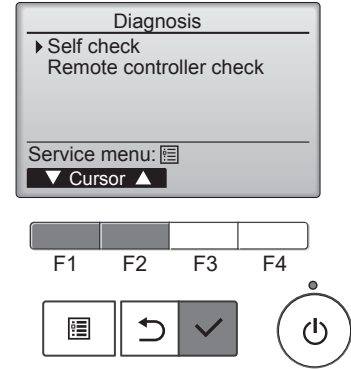 Diagnosis
Self check
Remote controller check
Service menu:
Cursor
F1 F2 F3 F4